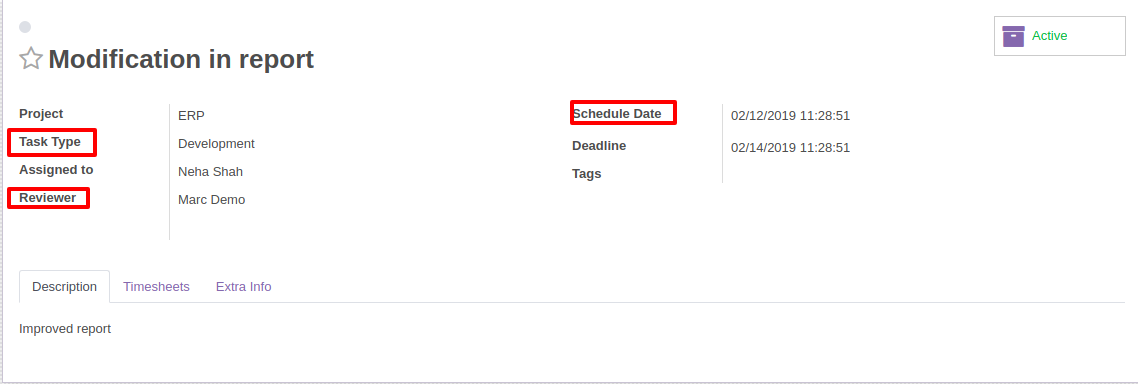 Active
Modification in report
Project ERP
Task Type Development
Assigned to Neha Shah
Reviewer Marc Demo
Schedule Date 02/12/2019 11:28:51
Deadline 02/14/2019 11:28:51
Tags
Description Timesheets Extra Info
Improved report